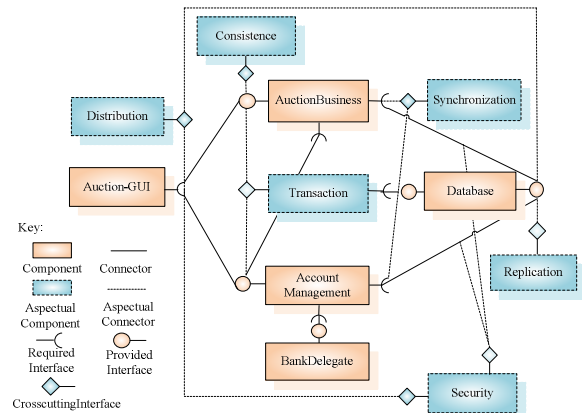 Consistence
AuctionBusiness
Synchronization
Distribution
Auction-GUI
Transaction
Database
Key:
Component
Connector
Aspectual
Component
Aspectual
Connector
Required
Interface
Provided
Interface
CrosscuttingInterface
Account
Management
Replication
BankDelegate
Security